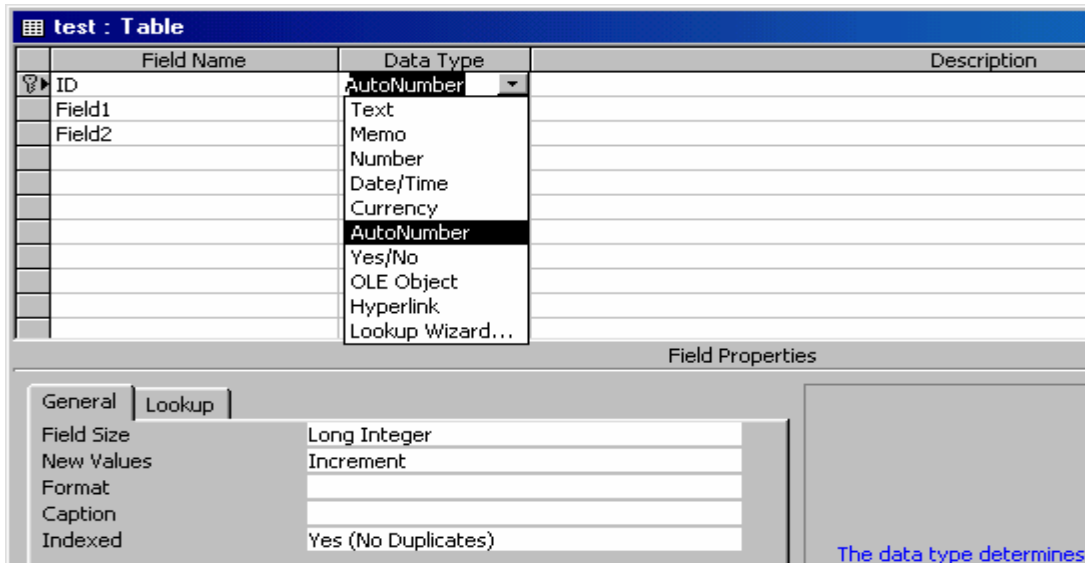 test : Table
Field Name Data Type Description
ID AutoNumber
Field1 Text
Field2 Memo
Number
Date/Time
Currency
AutoNumber
Yes/No
OLE Object
Hyperlink
Lookup Wizard...
Field Properties
General Lookup
Field Size Long Integer
New Values Increment
Format
Caption
Indexed Yes (No Duplicates)
The data type determines